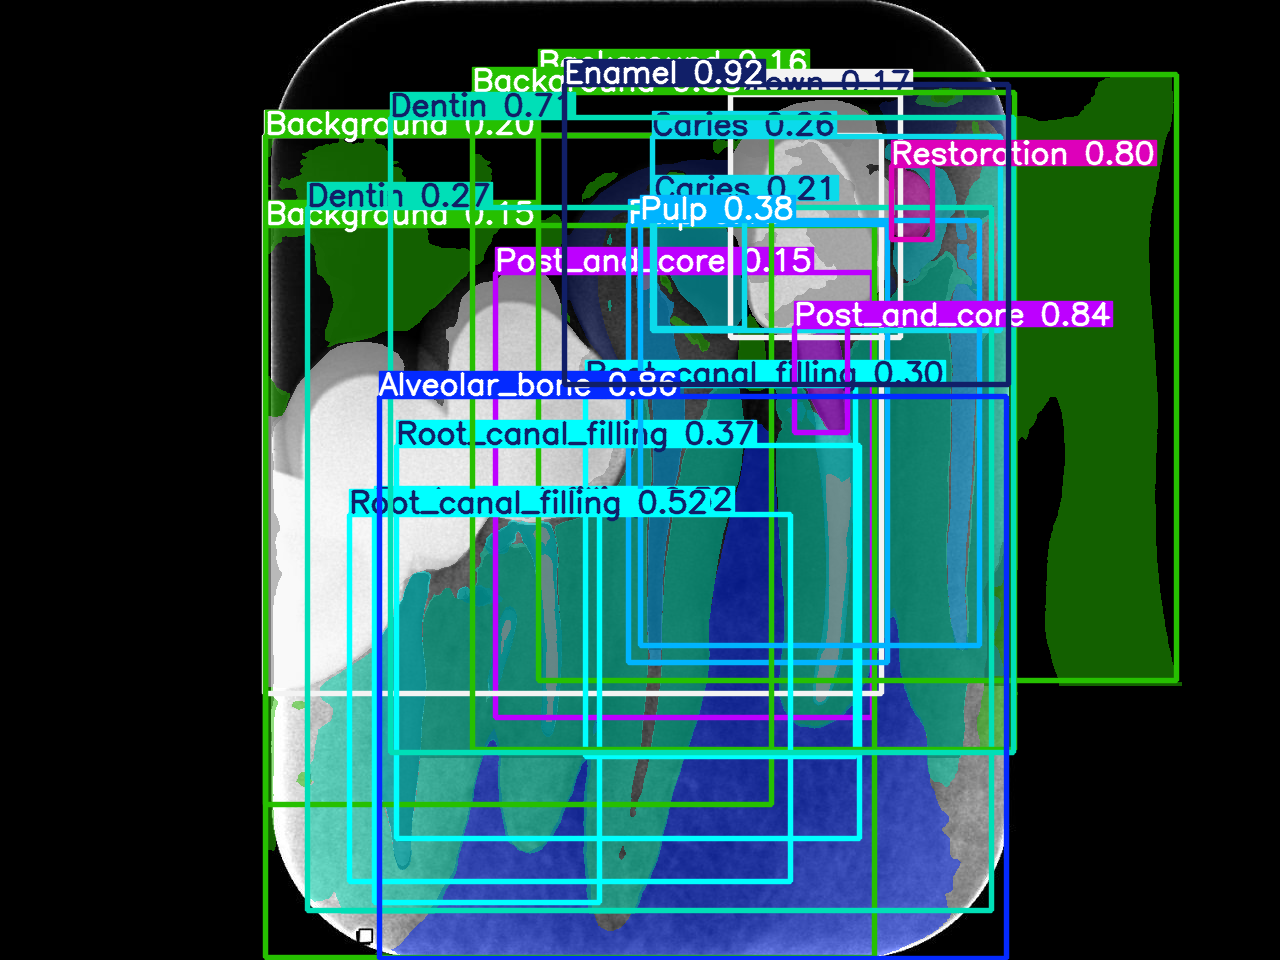 Background 0.16
Enamel 0.92
Dentin 0.71
Background 0.20
Caries 0.26
Restoration 0.80
Caries 0.21
Dentin 0.27
Background 0.15
Pulp 0.38
Post_and_core 0.15
Post_and_core 0.84
Root_canal_filling 0.30
Alveolar_bone 0.86
Root_canal_filling 0.37
Root_canal_filling 0.52